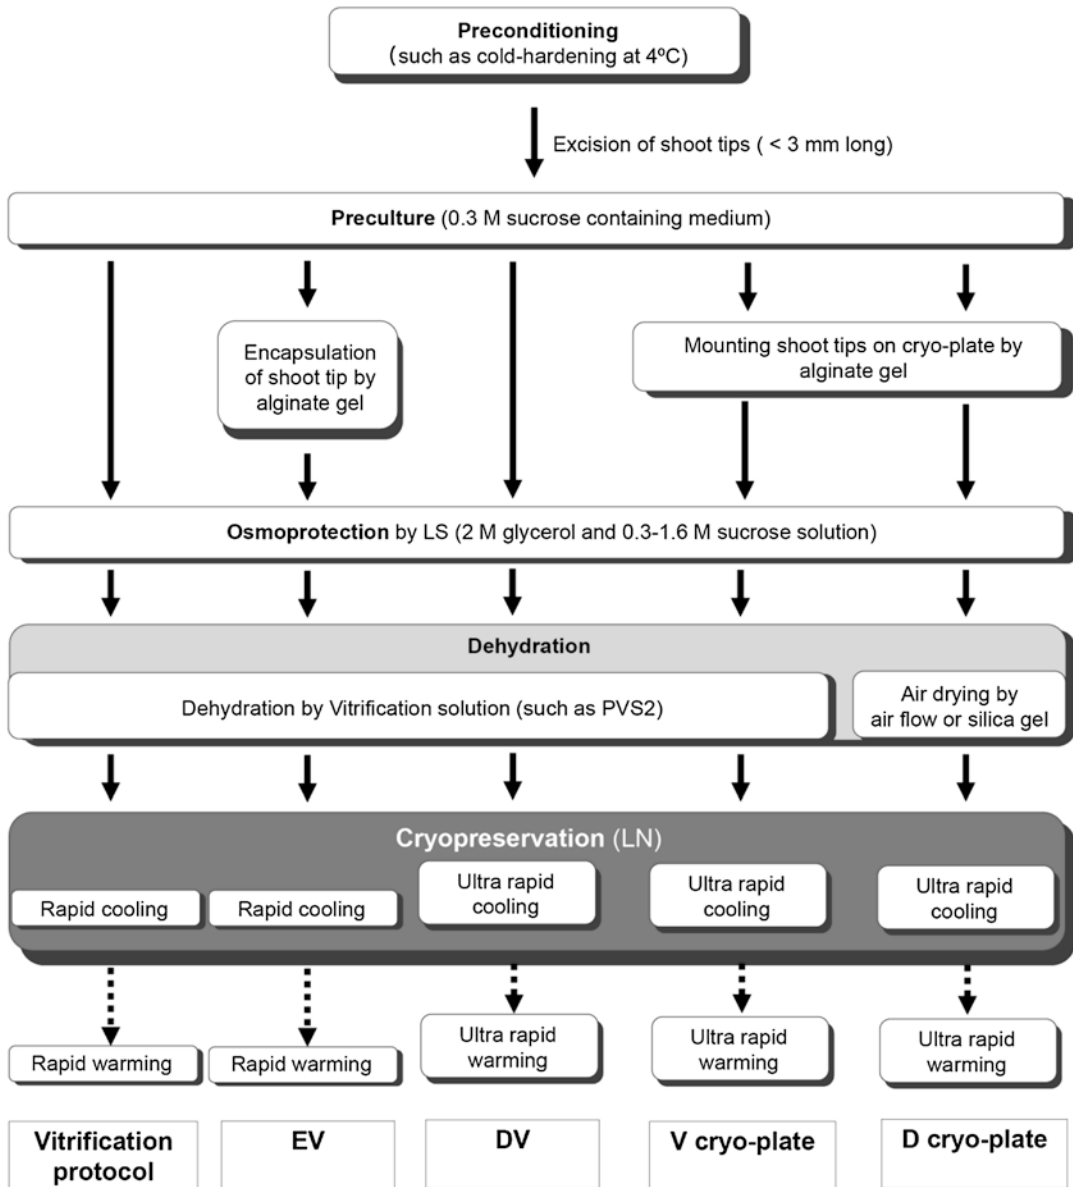 Preconditioning
(such as cold-hardening at 4ºC)
Excision of shoot tips ( < 3 mm long)
Preculture (0.3 M sucrose containing medium)
Encapsulation
of shoot tip by
alginate gel
Mounting shoot tips on cryo-plate by
alginate gel
Osmoprotection by LS (2 M glycerol and 0.3-1.6 M sucrose solution)
Dehydration
Dehydration by Vitrification solution (such as PVS2)
Air drying by
air flow or silica gel
Cryopreservation (LN)
Rapid cooling
Rapid cooling
Ultra rapid
cooling
Ultra rapid
cooling
Ultra rapid
cooling
Rapid warming
Rapid warming
Ultra rapid
warming
Ultra rapid
warming
Ultra rapid
warming
Vitrification
protocol
EV
DV
V cryo-plate
D cryo-plate